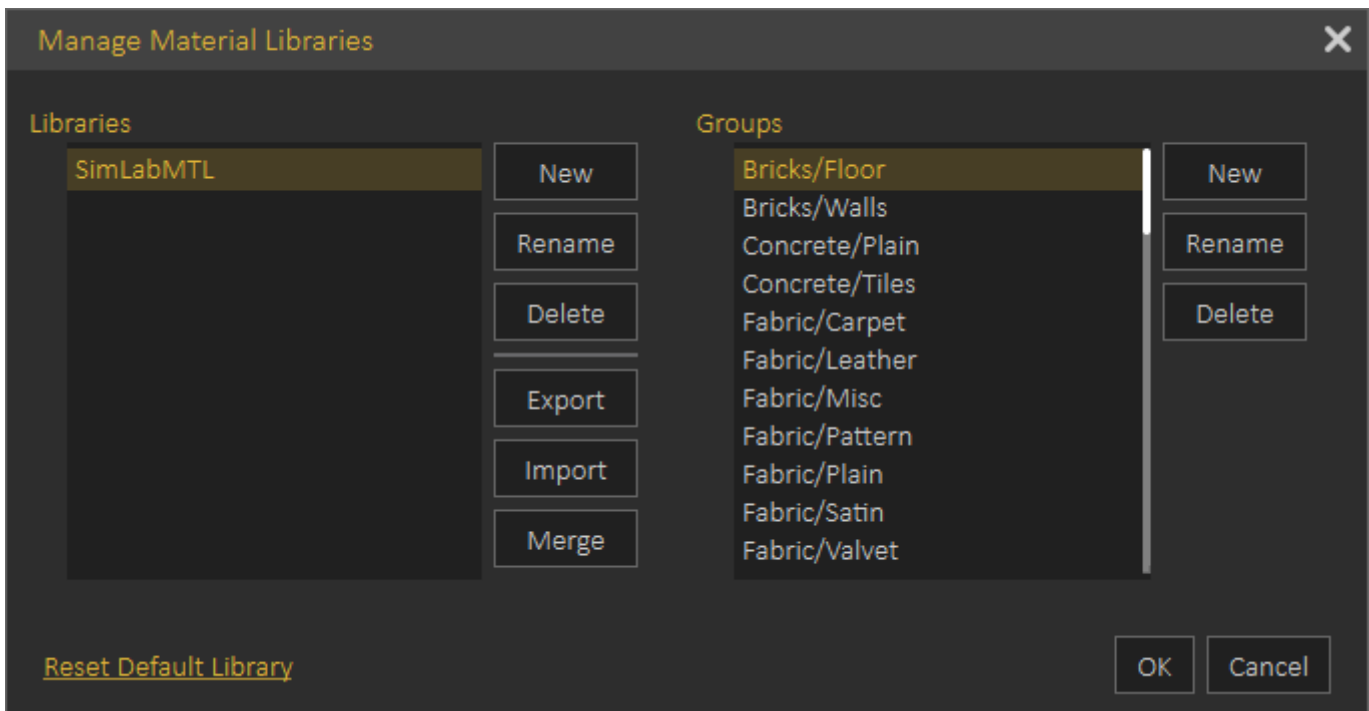 Manage Material Libraries
Libraries
SimLabMTL
New
Rename
Delete
Export
Import
Merge
Groups
Bricks/Floor
Bricks/Walls
Concrete/Plain
Concrete/Tiles
Fabric/Carpet
Fabric/Leather
Fabric/Misc
Fabric/Pattern
Fabric/Plain
Fabric/Satin
Fabric/Valvet
New
Rename
Delete
Reset Default Library
OK
Cancel